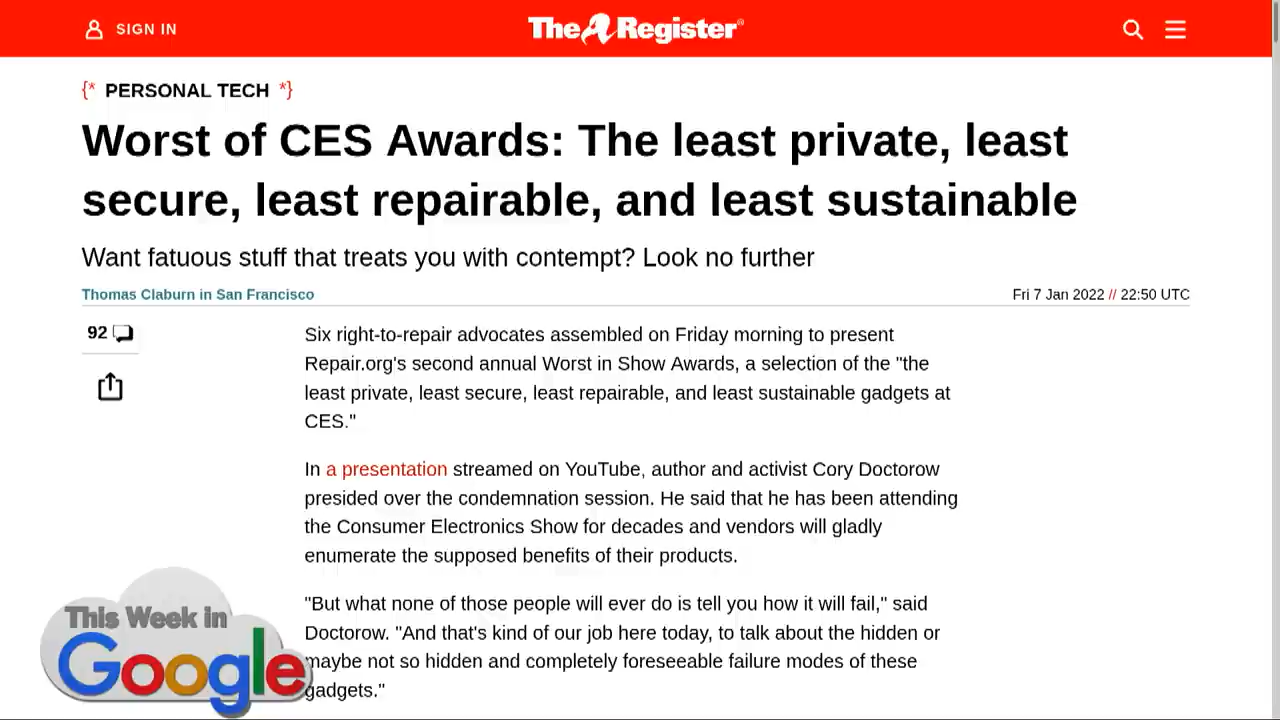 SIGN IN
The Register®
{* PERSONAL TECH *}
Worst of CES Awards: The least private, least
secure, least repairable, and least sustainable
Want fatuous stuff that treats you with contempt? Look no further
Thomas Claburn in San Francisco
Fri 7 Jan 2022 // 22:50 UTC
92
Six right-to-repair advocates assembled on Friday morning to present
Repair.org's second annual Worst in Show Awards, a selection of the "the
least private, least secure, least repairable, and least sustainable gadgets at
CES."
In a presentation streamed on YouTube, author and activist Cory Doctorow
presided over the condemnation session. He said that he has been attending
the Consumer Electronics Show for decades and vendors will gladly
enumerate the supposed benefits of their products.
"But what none of those people will ever do is tell you how it will fail," said
Doctorow. "And that's kind of our job here today, to talk about the hidden or
maybe not so hidden and completely foreseeable failure modes of these
gadgets."
This Week in
Google